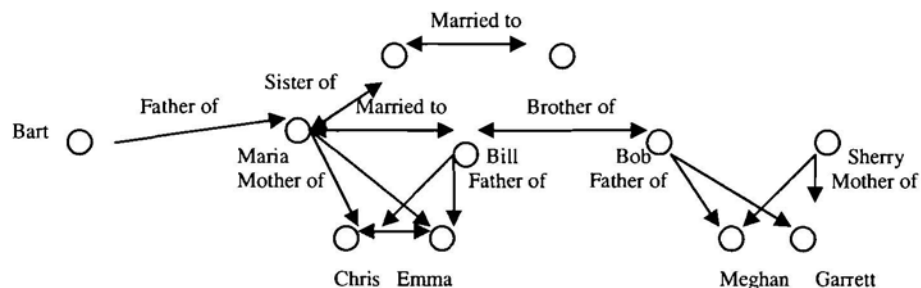 Married to
Sister of
Father of
Married to
Brother of
Bart
Maria
Mother of
Bill
Father of
Bob
Father of
Sherry
Mother of
Chris
Emma
Meghan
Garrett